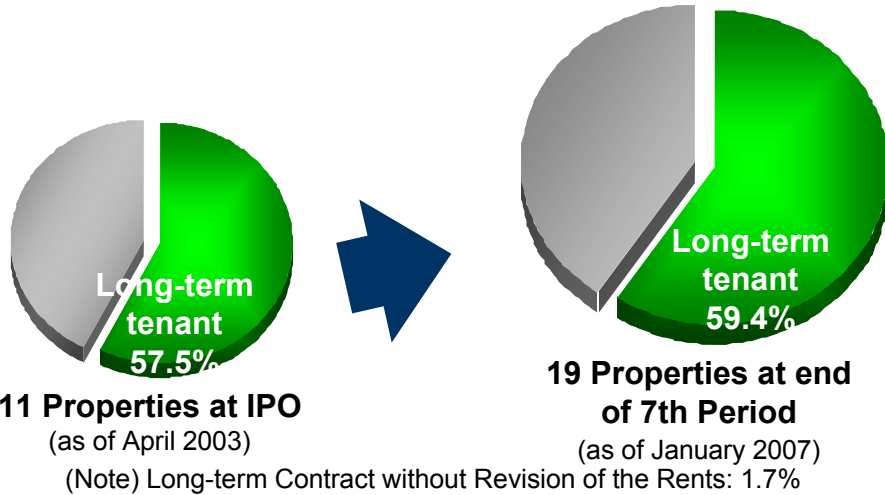 Long-term
tenant
57.5%
11 Properties at IPO
(as of April 2003)
Long-term
tenant
59.4%
19 Properties at end
of 7th Period
(as of January 2007)
(Note) Long-term Contract without Revision of the Rents: 1.7%